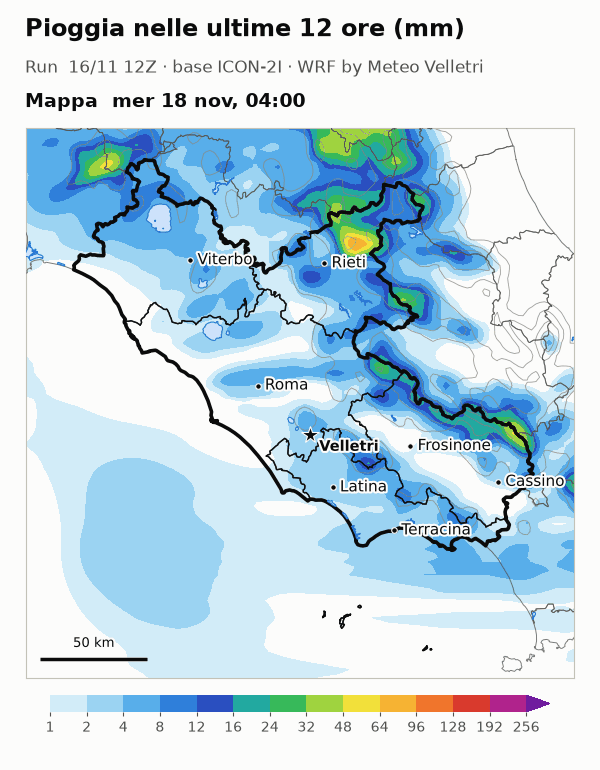 Pioggia nelle ultime 12 ore (mm)
Run  16/11 12Z · base ICON-2I · WRF by Meteo Velletri
Mappa  mer 18 nov, 04:00
Viterbo
Rieti
Roma
Velletri
Frosinone
Cassino
Latina
Terracina
50 km
1 2 4 8 12 16 24 32 48 64 96 128 192 256